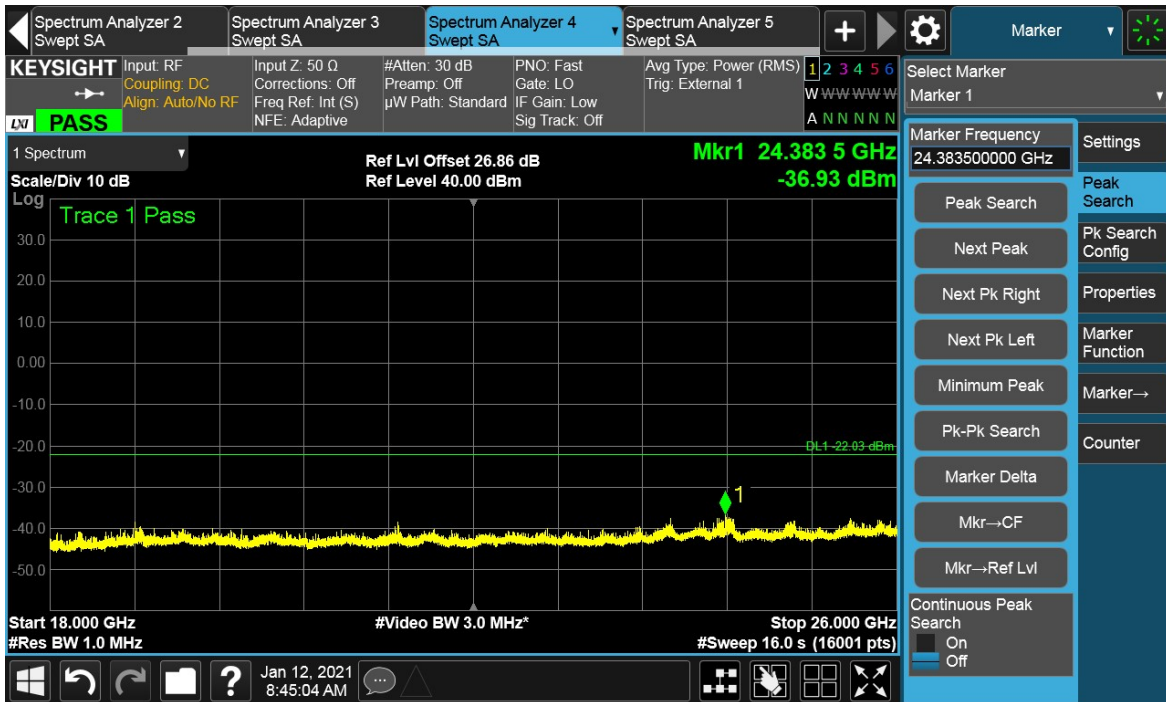 Spectrum Analyzer 2
Swept SA
Spectrum Analyzer 3
Swept SA
Spectrum Analyzer 4
Swept SA
Spectrum Analyzer 5
Swept SA
+
Marker
KEYSIGHT
LXI PASS
Input: RF
Coupling: DC
Align: Auto/No RF
Input Z: 50 Ω
Corrections: Off
Freq Ref: Int (S)
NFE: Adaptive
#Atten: 30 dB
Preamp: Off
µW Path: Standard
PNO: Fast
Gate: LO
IF Gain: Low
Sig Track: Off
Avg Type: Power (RMS)
Trig: External 1
1 2 3 4 5 6
W W W W W W
A N N N N N
Select Marker
Marker 1
1 Spectrum
Scale/Div 10 dB
Ref Lvl Offset 26.86 dB
Ref Level 40.00 dBm
Mkr1 24.383 5 GHz
-36.93 dBm
Log
Trace 1 Pass
30.0
20.0
10.0
0.00
-10.0
-20.0
-30.0
-40.0
-50.0
DL1 -22.03 dBm
1
Start 18.000 GHz
#Res BW 1.0 MHz
#Video BW 3.0 MHz*
Stop 26.000 GHz
#Sweep 16.0 s (16001 pts)
Marker Frequency
24.383500000 GHz
Peak Search
Next Peak
Next Pk Right
Next Pk Left
Minimum Peak
Pk-Pk Search
Marker Delta
Mkr→CF
Mkr→Ref Lvl
Continuous Peak
Search
On
Off
Settings
Peak
Search
Pk Search
Config
Properties
Marker
Function
Marker→
Counter
?
Jan 12, 2021
8:45:04 AM